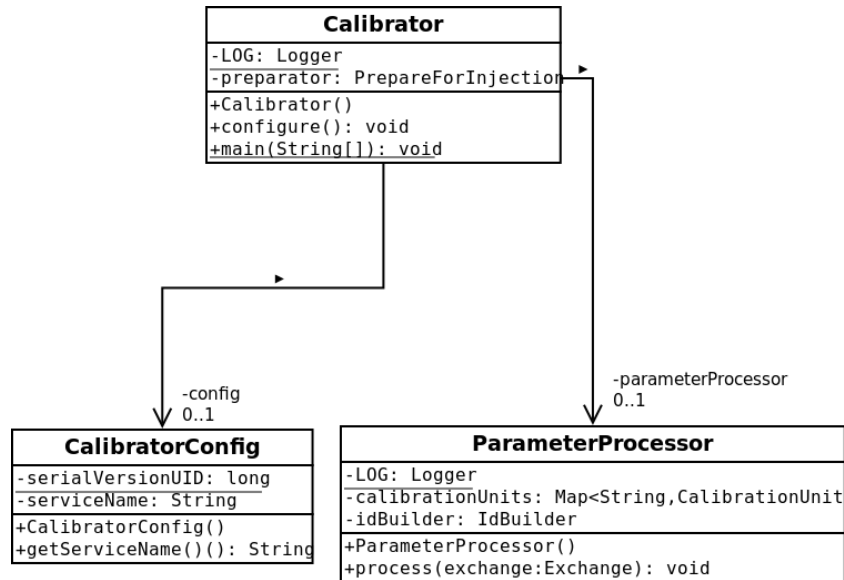 Calibrator
-LOG: Logger
-preparator: PrepareForInjection
+Calibrator()
+configure(): void
+main(String[]): void
-config
0..1
-parameterProcessor
0..1
CalibratorConfig
-serialVersionUID: long
-serviceName: String
+CalibratorConfig()
+getServiceName()(): String
ParameterProcessor
-LOG: Logger
-calibrationUnits: Map<String,CalibrationUnit
-idBuilder: IdBuilder
+ParameterProcessor()
+process(exchange:Exchange): void